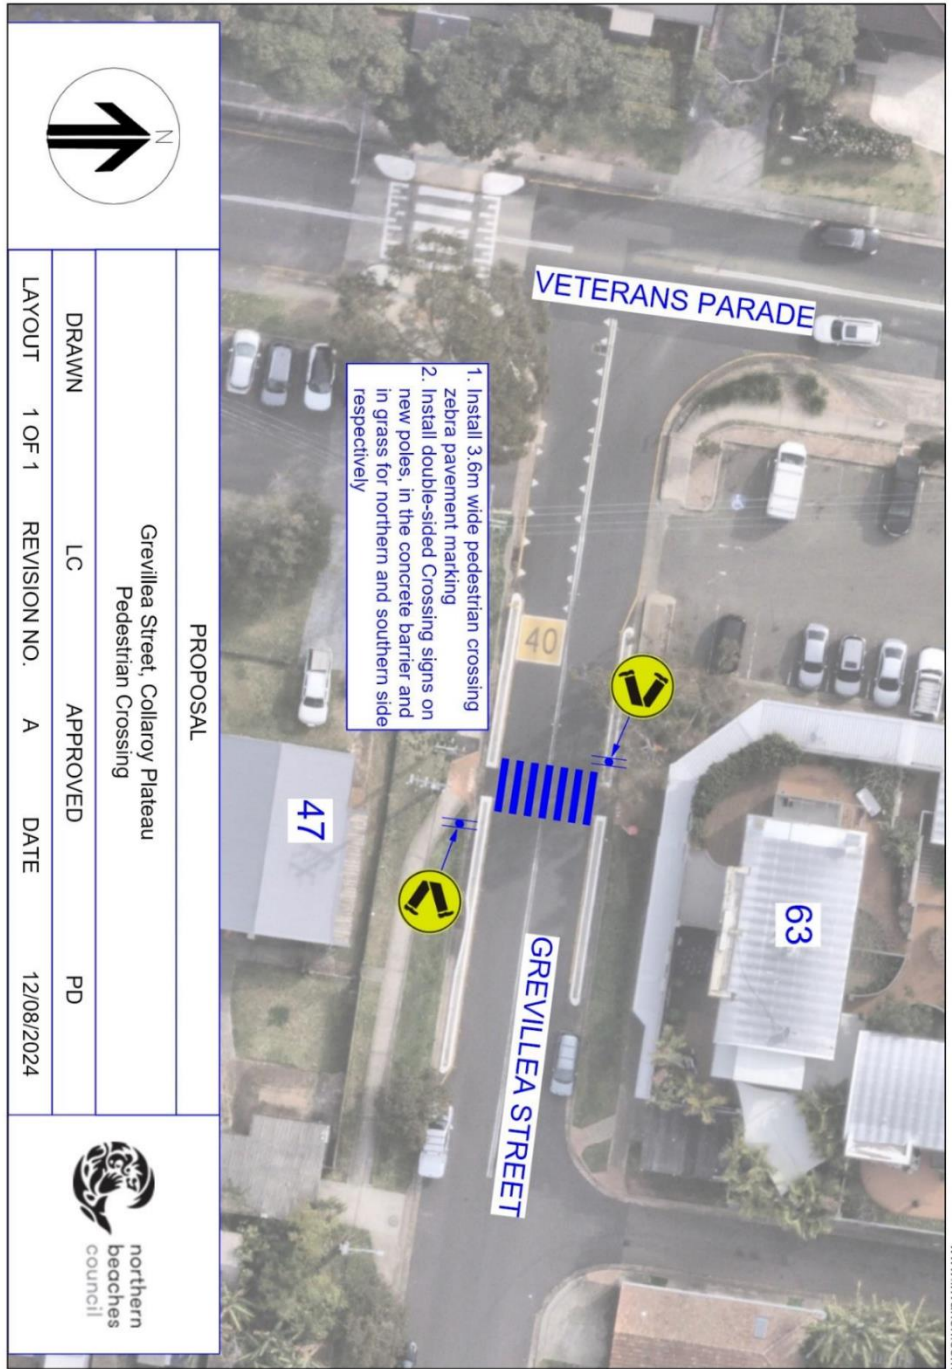 VETERANS PARADE
1. Install 3.6m wide pedestrian crossing
zebra pavement marking
2. Install double-sided Crossing signs on
new poles, in the concrete barrier and
in grass for northern and southern side
respectively
40
63
47
GREVILLEA STREET
N
PROPOSAL
Grevillea Street, Collaroy Plateau
Pedestrian Crossing
DRAWN LC APPROVED PD
LAYOUT 1 OF 1 REVISION NO. A DATE 12/08/2024
northern
beaches
council